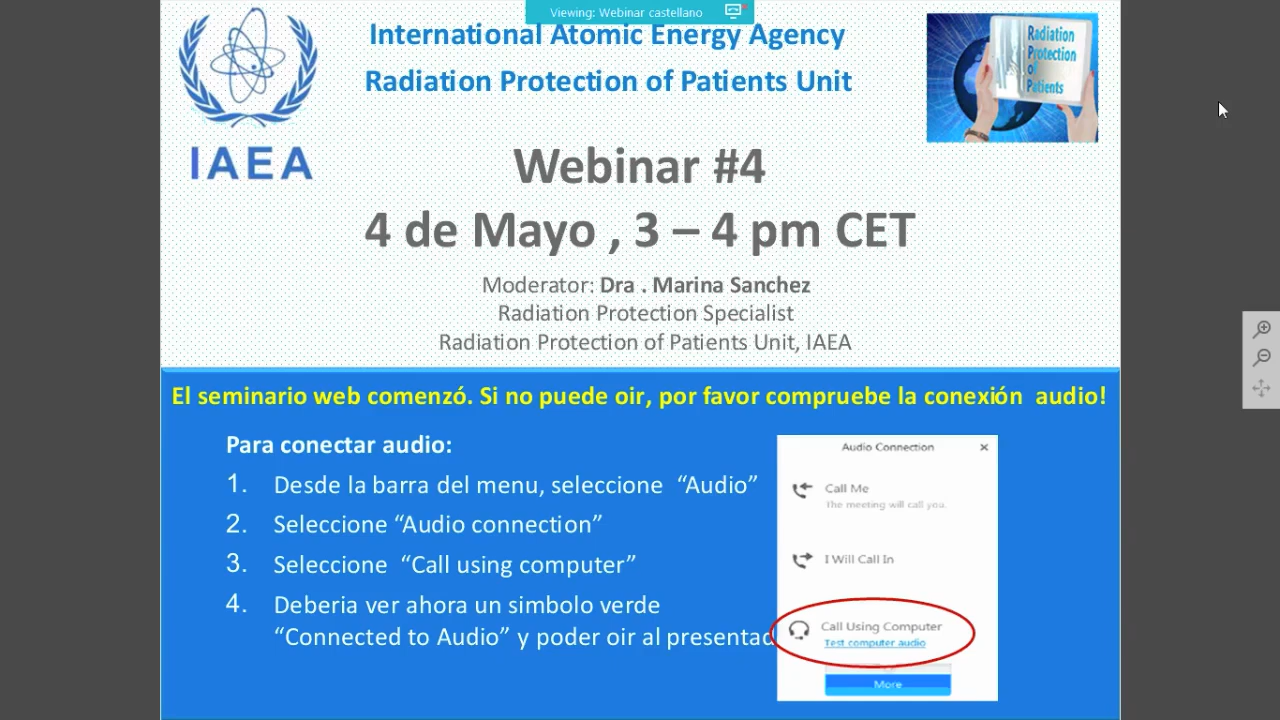 Viewing: Webinar castellano
International Atomic Energy Agency
Radiation Protection of Patients Unit
Radiation
Protection
of
Patients
IAEA
Webinar #4
4 de Mayo , 3 – 4 pm CET
Moderator: Dra . Marina Sanchez
Radiation Protection Specialist
Radiation Protection of Patients Unit, IAEA
El seminario web comenzó. Si no puede oir, por favor compruebe la conexión audio!
Para conectar audio:
1. Desde la barra del menu, seleccione “Audio”
2. Seleccione “Audio connection”
3. Seleccione “Call using computer”
4. Deberia ver ahora un simbolo verde
“Connected to Audio” y poder oir al presentad
Audio Connection
Call Me
The meeting will call you.
I Will Call In
Call Using Computer
Test computer audio
More